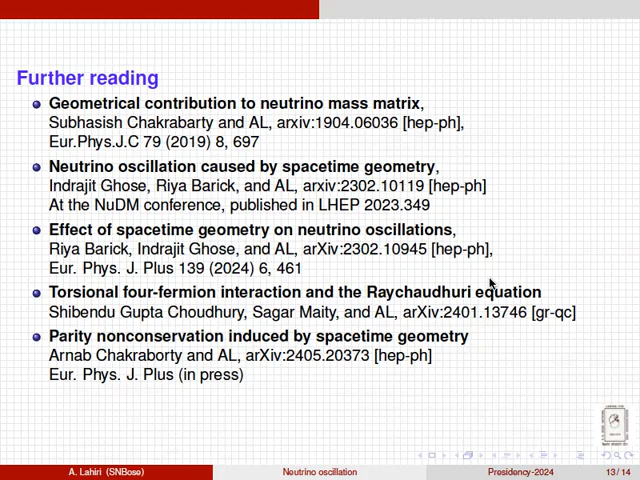 Further reading
Geometrical contribution to neutrino mass matrix,
Subhasish Chakrabarty and AL, arxiv:1904.06036 [hep-ph],
Eur.Phys.J.C 79 (2019) 8, 697
Neutrino oscillation caused by spacetime geometry,
Indrajit Ghose, Riya Barick, and AL, arxiv:2302.10119 [hep-ph]
At the NuDM conference, published in LHEP 2023.349
Effect of spacetime geometry on neutrino oscillations,
Riya Barick, Indrajit Ghose, and AL, arXiv:2302.10945 [hep-ph],
Eur. Phys. J. Plus 139 (2024) 6, 461
Torsional four-fermion interaction and the Raychaudhuri equation
Shibendu Gupta Choudhury, Sagar Maity, and AL, arXiv:2401.13746 [gr-qc]
Parity nonconservation induced by spacetime geometry
Arnab Chakraborty and AL, arXiv:2405.20373 [hep-ph]
Eur. Phys. J. Plus (in press)
A. Lahiri (SNBose) Neutrino oscillation Presidency-2024 13 / 14